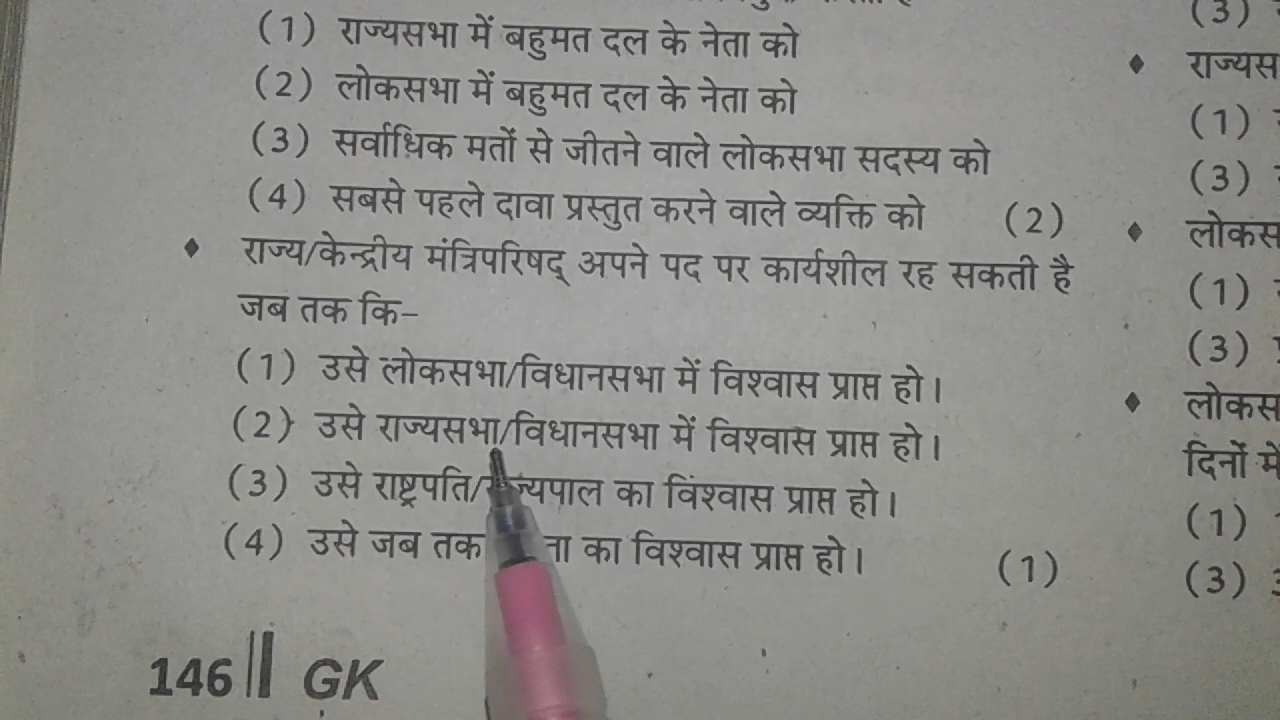 (1) राज्यसभा में बहुमत दल के नेता को
(2) लोकसभा में बहुमत दल के नेता को
(3) सर्वाधिक मतों से जीतने वाले लोकसभा सदस्य को
(4) सबसे पहले दावा प्रस्तुत करने वाले व्यक्ति को (2)
♦ राज्य/केन्द्रीय मंत्रिपरिषद् अपने पद पर कार्यशील रह सकती है
जब तक कि–
(1) उसे लोकसभा/विधानसभा में विश्वास प्राप्त हो।
(2) उसे राज्यसभा/विधानसभा में विश्वास प्राप्त हो।
(3) उसे राष्ट्रपति/ का विश्वास प्राप्त हो।
(4) उसे जब तक का विश्वास प्राप्त हो। (1)
146 || GK
(3)
♦ राज्यस
(1)
(3)
♦ लोकस
(1)
(3)
♦ लोकस
दिनों में
(1)
(3)